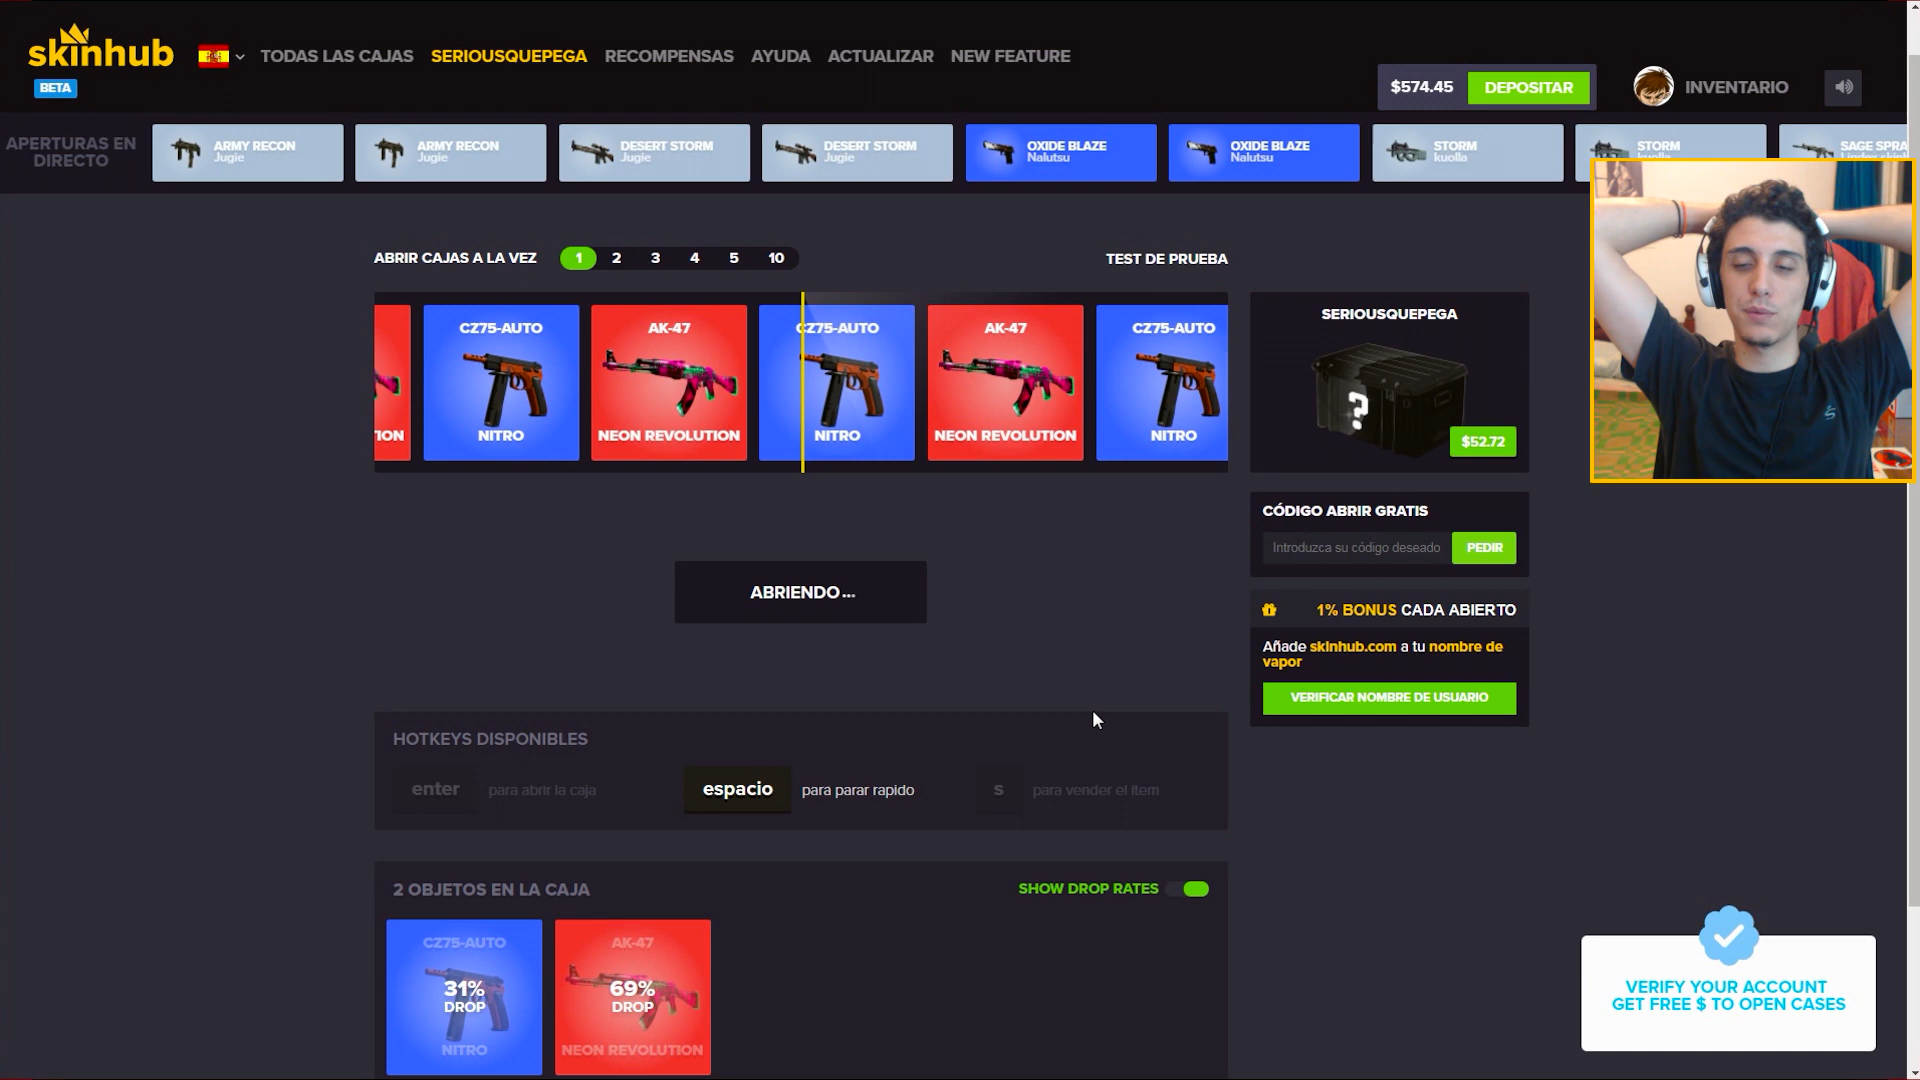 skinhub
BETA
TODAS LAS CAJAS
SERIOUSQUEPEGA
RECOMPENSAS
AYUDA
ACTUALIZAR
NEW FEATURE
$574.45
DEPOSITAR
INVENTARIO
APERTURAS EN
DIRECTO
ARMY RECON
Jugie
ARMY RECON
Jugie
DESERT STORM
Jugie
DESERT STORM
Jugie
OXIDE BLAZE
Nalutsu
OXIDE BLAZE
Nalutsu
STORM
kuolla
STORM
SAGE SPRA
ABRIR CAJAS A LA VEZ
1 2 3 4 5 10
TEST DE PRUEBA
ION
CZ75-AUTO
NITRO
AK-47
NEON REVOLUTION
CZ75-AUTO
NITRO
AK-47
NEON REVOLUTION
CZ75-AUTO
NITRO
SERIOUSQUEPEGA
?
$52.72
CÓDIGO ABRIR GRATIS
Introduzca su código deseado
PEDIR
ABRIENDO...
1% BONUS CADA ABIERTO
Añade skinhub.com a tu nombre de
vapor
VERIFICAR NOMBRE DE USUARIO
HOTKEYS DISPONIBLES
enter para abrir la caja
espacio para parar rapido
s para vender el item
2 OBJETOS EN LA CAJA
SHOW DROP RATES
CZ75-AUTO
31%
DROP
NITRO
AK-47
69%
DROP
NEON REVOLUTION
VERIFY YOUR ACCOUNT
GET FREE $ TO OPEN CASES